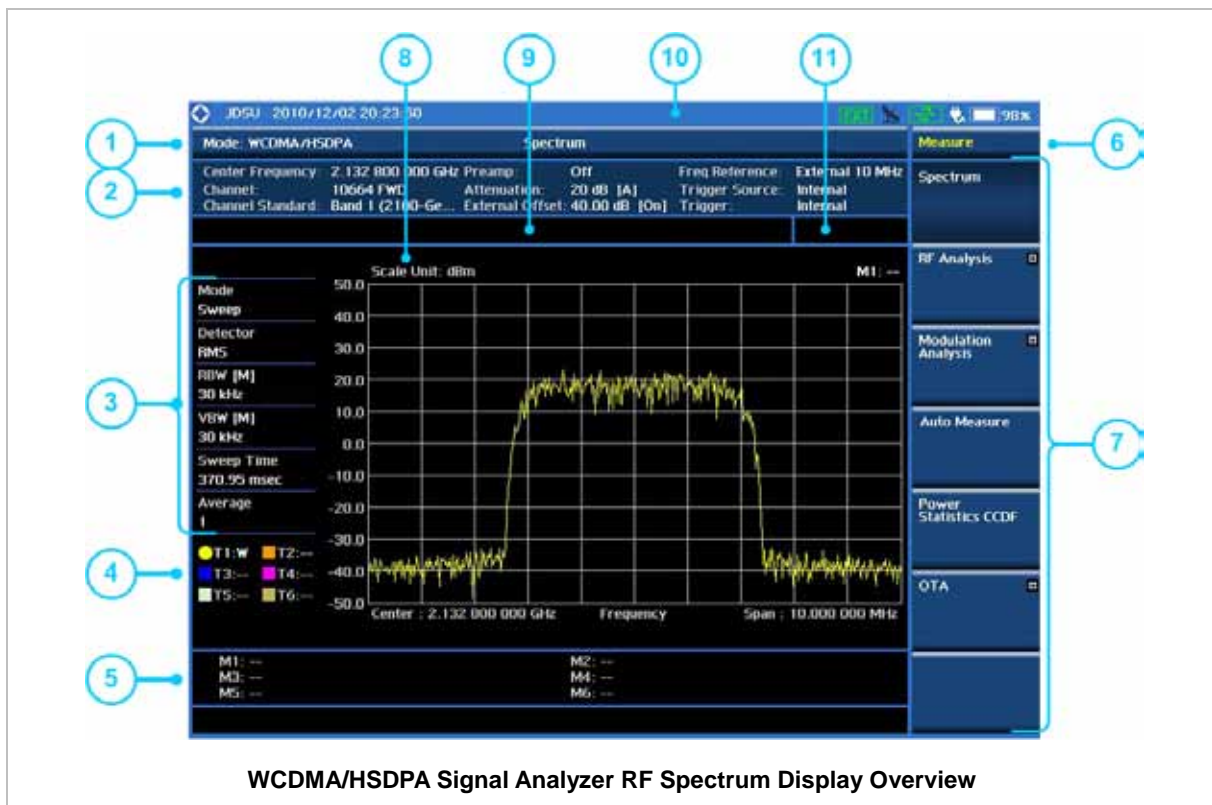 8 9 10 11
JDSU 2010/12/02 20:23:50 98%
1 Mode: WCDMA/HSDPA Spectrum Measure 6
2 Center Frequency: 2.132 800 000 GHz Preamp: Off Freq Reference: External 10 MHz
Channel: 10664 FWD Attenuation: 20 dB [A] Trigger Source: Internal
Channel Standard: Band 1 (2100-Ge... External Offset: 40.00 dB [On] Trigger: Internal
Spectrum
RF Analysis
Modulation
Analysis
Auto Measure
Power
Statistics CCDF
OTA
7
Scale Unit: dBm M1: --
3
Mode
Sweep
Detector
RMS
RBW [M]
30 kHz
VBW [M]
30 kHz
Sweep Time
370.95 msec
Average
1
50.0
40.0
30.0
20.0
10.0
0.0
-10.0
-20.0
-30.0
-40.0
-50.0
4
T1:W T2:--
T3:-- T4:--
T5:-- T6:--
Center : 2.132 800 000 GHz Frequency Span : 10.000 000 MHz
5
M1: -- M2: --
M3: -- M4: --
M5: -- M6: --
WCDMA/HSDPA Signal Analyzer RF Spectrum Display Overview